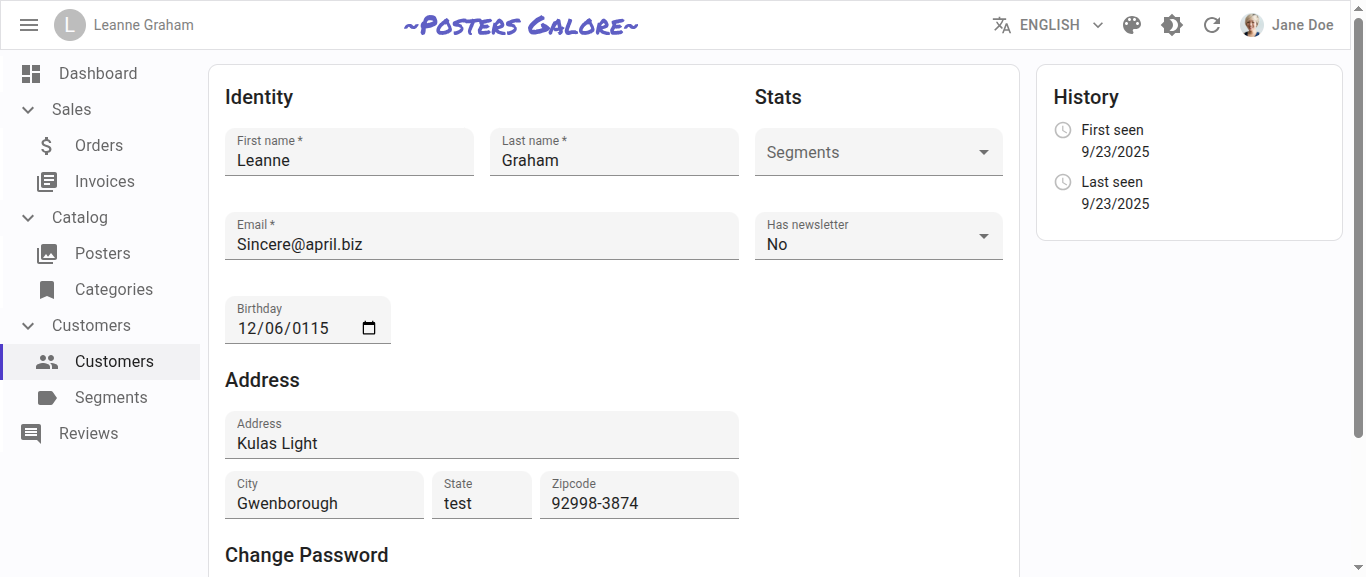 L Leanne Graham
~Posters Galore~
ENGLISH
Jane Doe
Dashboard
Sales
Orders
Invoices
Catalog
Posters
Categories
Customers
Customers
Segments
Reviews
Identity
First name *
Leanne
Last name *
Graham
Email *
Sincere@april.biz
Birthday
12/06/0115
Address
Address
Kulas Light
City
Gwenborough
State
test
Zipcode
92998-3874
Change Password
Stats
Segments
Has newsletter
No
History
First seen
9/23/2025
Last seen
9/23/2025